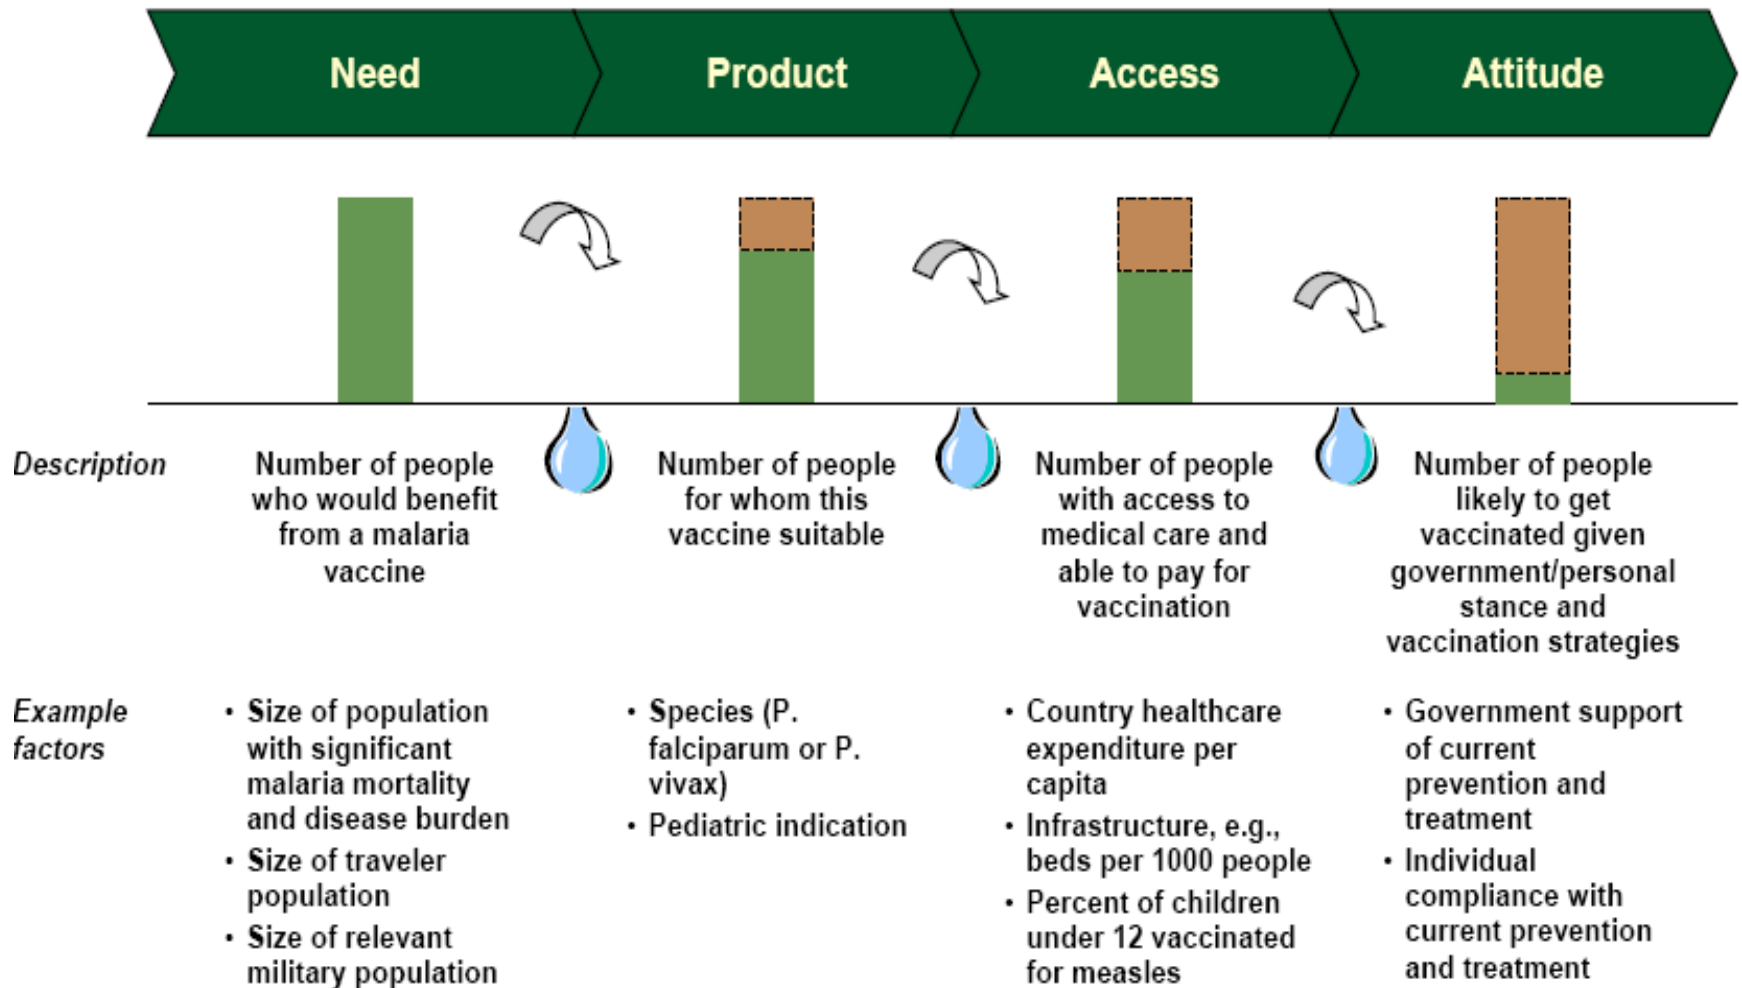 Need
Product
Access
Attitude
Description
Number of people
who would benefit
from a malaria
vaccine
Number of people
for whom this
vaccine suitable
Number of people
with access to
medical care and
able to pay for
vaccination
Number of people
likely to get
vaccinated given
government/personal
stance and
vaccination strategies
Example
factors
• Size of population
with significant
malaria mortality
and disease burden
• Size of traveler
population
• Size of relevant
military population
• Species (P.
falciparum or P.
vivax)
• Pediatric indication
• Country healthcare
expenditure per
capita
• Infrastructure, e.g.,
beds per 1000 people
• Percent of children
under 12 vaccinated
for measles
• Government support
of current
prevention and
treatment
• Individual
compliance with
current prevention
and treatment